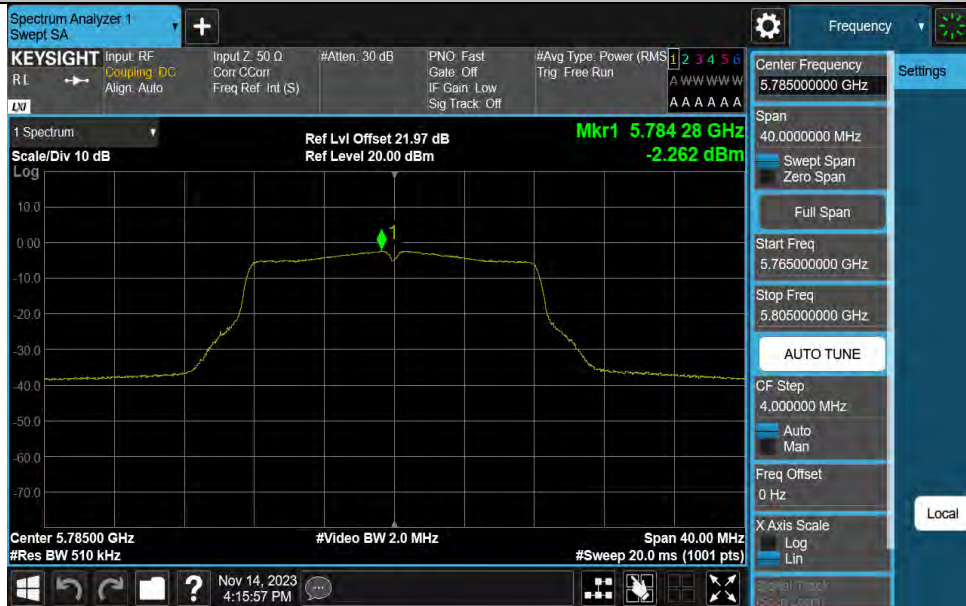 Spectrum Analyzer 1
Swept SA
+
Frequency
KEYSIGHT
RL
LXI
Input: RF
Coupling: DC
Align: Auto
Input Z: 50 Ω
Corr CCorr
Freq Ref: Int (S)
#Atten: 30 dB
PNO: Fast
Gate: Off
IF Gain: Low
Sig Track: Off
#Avg Type: Power (RMS
Trig: Free Run
1 2 3 4 5 6
A W W W W W
A A A A A A
1 Spectrum
Scale/Div 10 dB
Log
Ref Lvl Offset 21.97 dB
Ref Level 20.00 dBm
Mkr1 5.784 28 GHz
-2.262 dBm
10.0
0.00
-10.0
-20.0
-30.0
-40.0
-50.0
-60.0
-70.0
1
Center 5.78500 GHz
#Res BW 510 kHz
#Video BW 2.0 MHz
Span 40.00 MHz
#Sweep 20.0 ms (1001 pts)
?
Nov 14, 2023
4:15:57 PM
Center Frequency
5.785000000 GHz
Span
40.0000000 MHz
Swept Span
Zero Span
Full Span
Start Freq
5.765000000 GHz
Stop Freq
5.805000000 GHz
AUTO TUNE
CF Step
4.000000 MHz
Auto
Man
Freq Offset
0 Hz
X Axis Scale
Log
Lin
Signal Track
Settings
Local